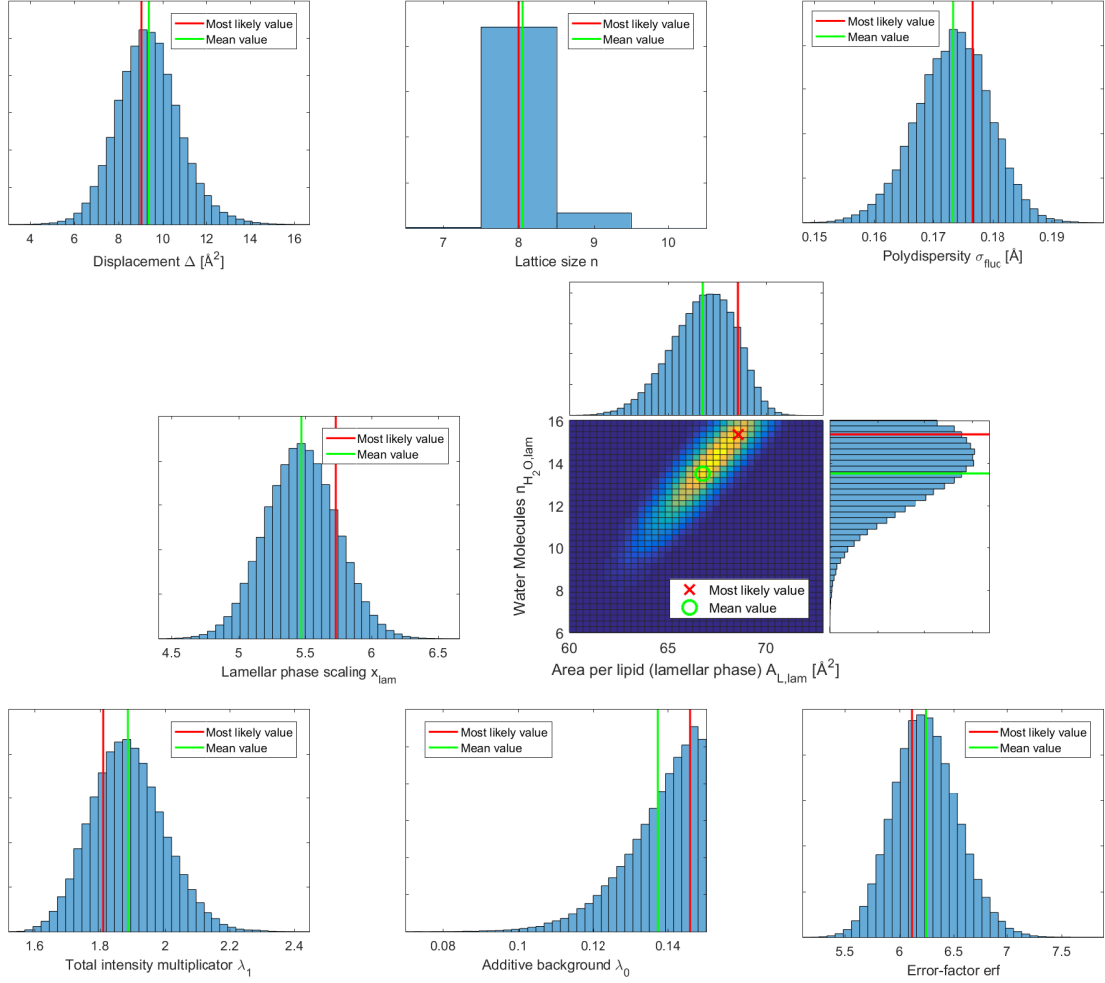 Most likely value
Mean value
4 6 8 10 12 14 16
Displacement Δ [Å²]
Most likely value
Mean value
7 8 9 10
Lattice size n
Most likely value
Mean value
0.15 0.16 0.17 0.18 0.19
Polydispersity σ_fluc [Å]
Most likely value
Mean value
4.5 5 5.5 6 6.5
Lamellar phase scaling x_lam
16
14
12
10
8
6
Water Molecules n_H₂O,lam
Most likely value
Mean value
60 65 70
Area per lipid (lamellar phase) A_L,lam [Å²]
Most likely value
Mean value
1.6 1.8 2 2.2 2.4
Total intensity multiplicator λ₁
Most likely value
Mean value
0.08 0.1 0.12 0.14
Additive background λ₀
Most likely value
Mean value
5.5 6 6.5 7 7.5
Error-factor erf